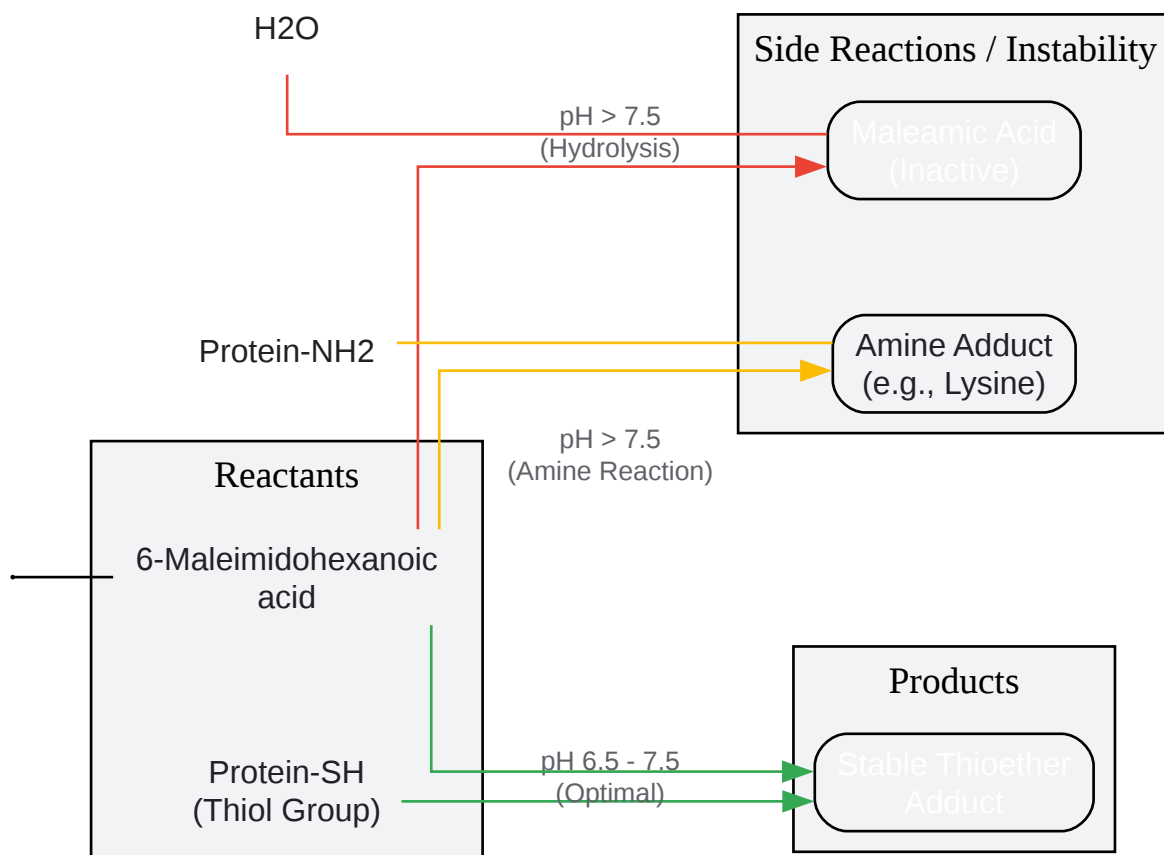 H2O
Side Reactions / Instability
pH > 7.5
(Hydrolysis)
Maleamic Acid
(Inactive)
Protein-NH2
Amine Adduct
(e.g., Lysine)
pH > 7.5
(Amine Reaction)
Reactants
6-Maleimidohexanoic
acid
Products
Protein-SH
(Thiol Group)
pH 6.5 - 7.5
(Optimal)
Stable Thioether
Adduct